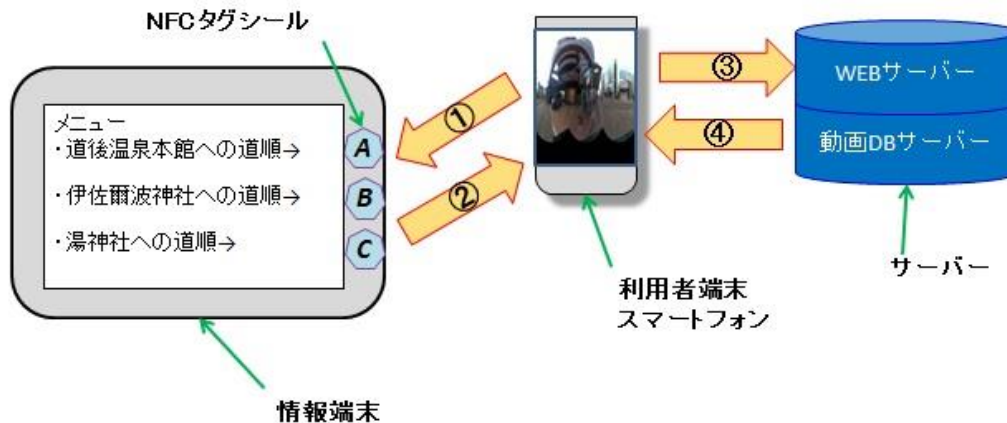 NFCタグシール
メニュー
・道後温泉本館への道順→
・伊佐爾波神社への道順→
・湯神社への道順→
A
B
C
①
②
③
④
WEBサーバー
動画DBサーバー
サーバー
利用者端末
スマートフォン
情報端末